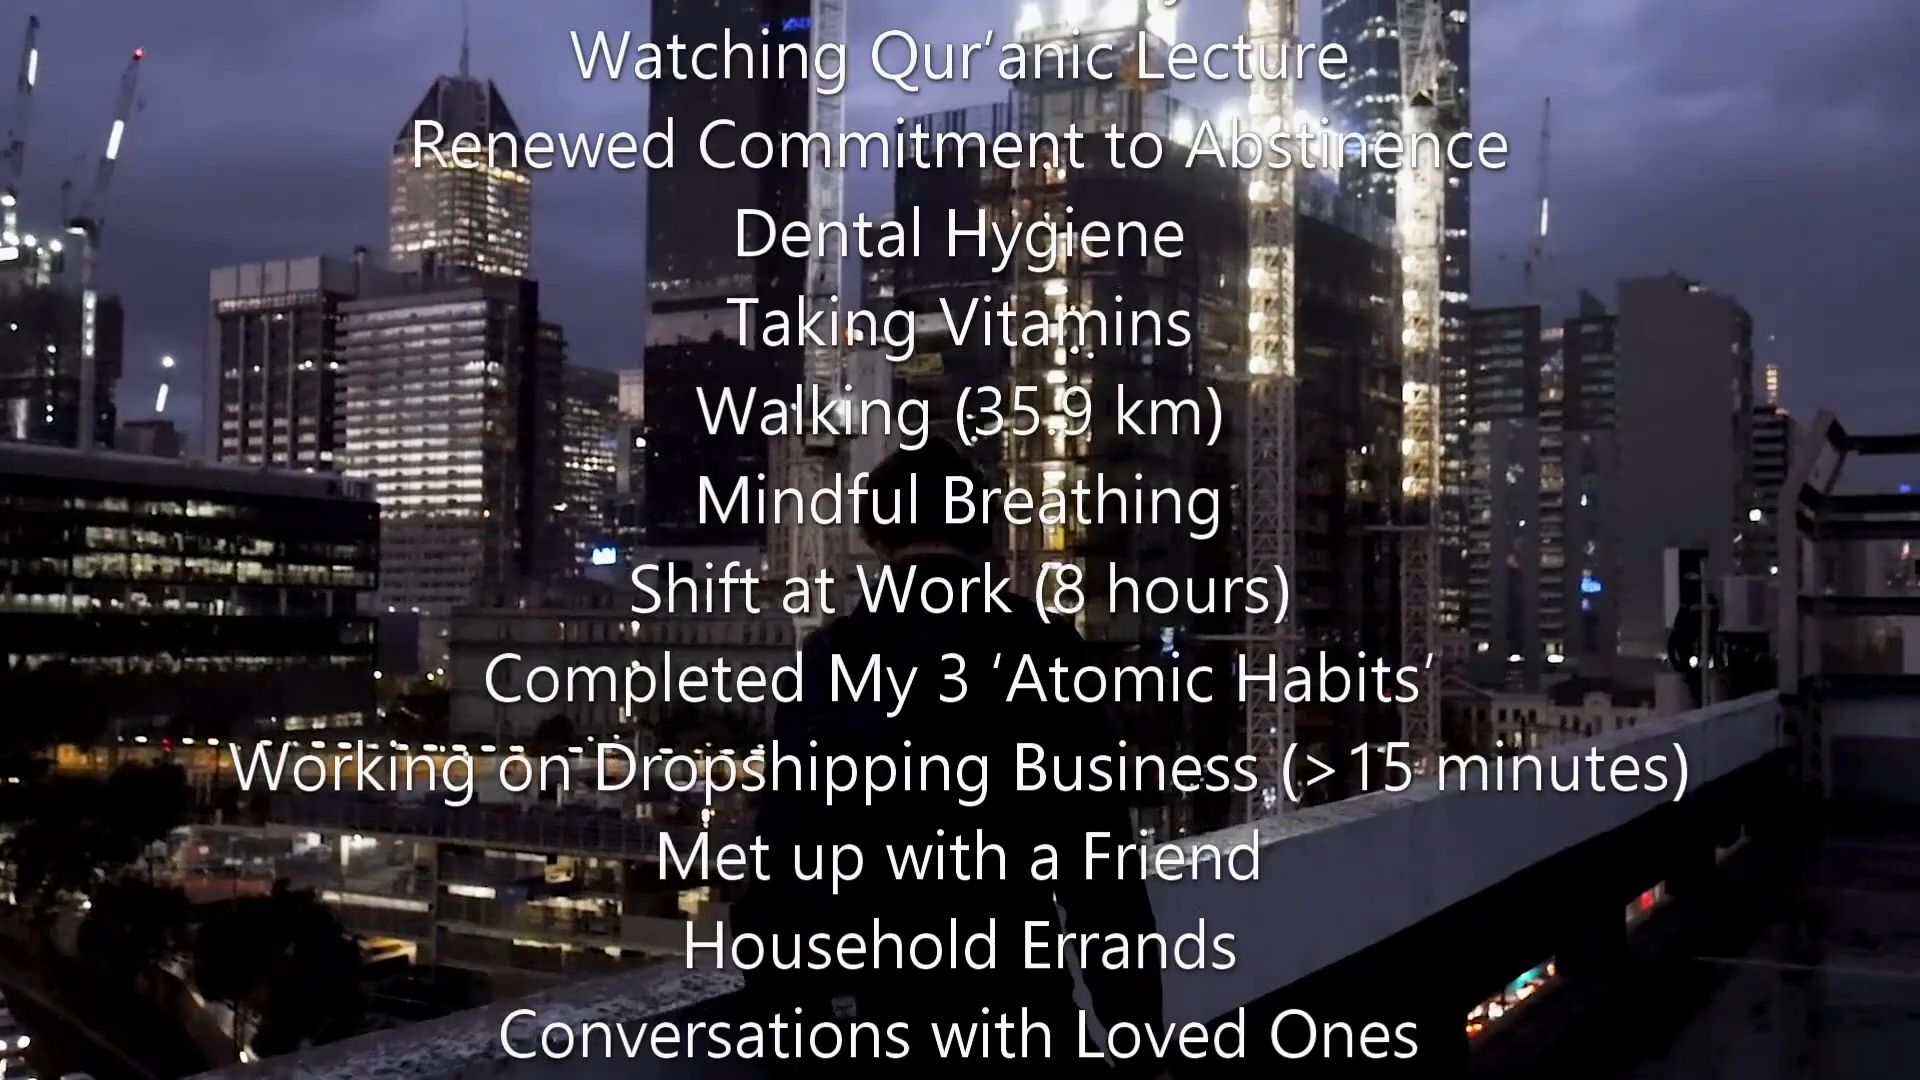 Watching Qur’anic Lecture
Renewed Commitment to Abstinence
Dental Hygiene
Taking Vitamins
Walking (35.9 km)
Mindful Breathing
Shift at Work (8 hours)
Completed My 3 ‘Atomic Habits’
Working on Dropshipping Business (>15 minutes)
Met up with a Friend
Household Errands
Conversations with Loved Ones